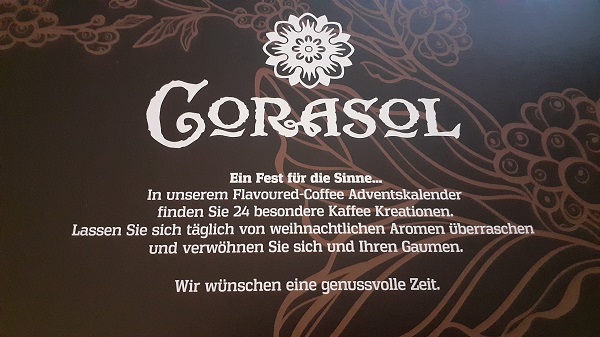 CORASOL
Ein Fest für die Sinne...
In unserem Flavoured-Coffee Adventskalender
finden Sie 24 besondere Kaffee Kreationen.
Lassen Sie sich täglich von weihnachtlichen Aromen überraschen
und verwöhnen Sie sich und Ihren Gaumen.
Wir wünschen eine genussvolle Zeit.